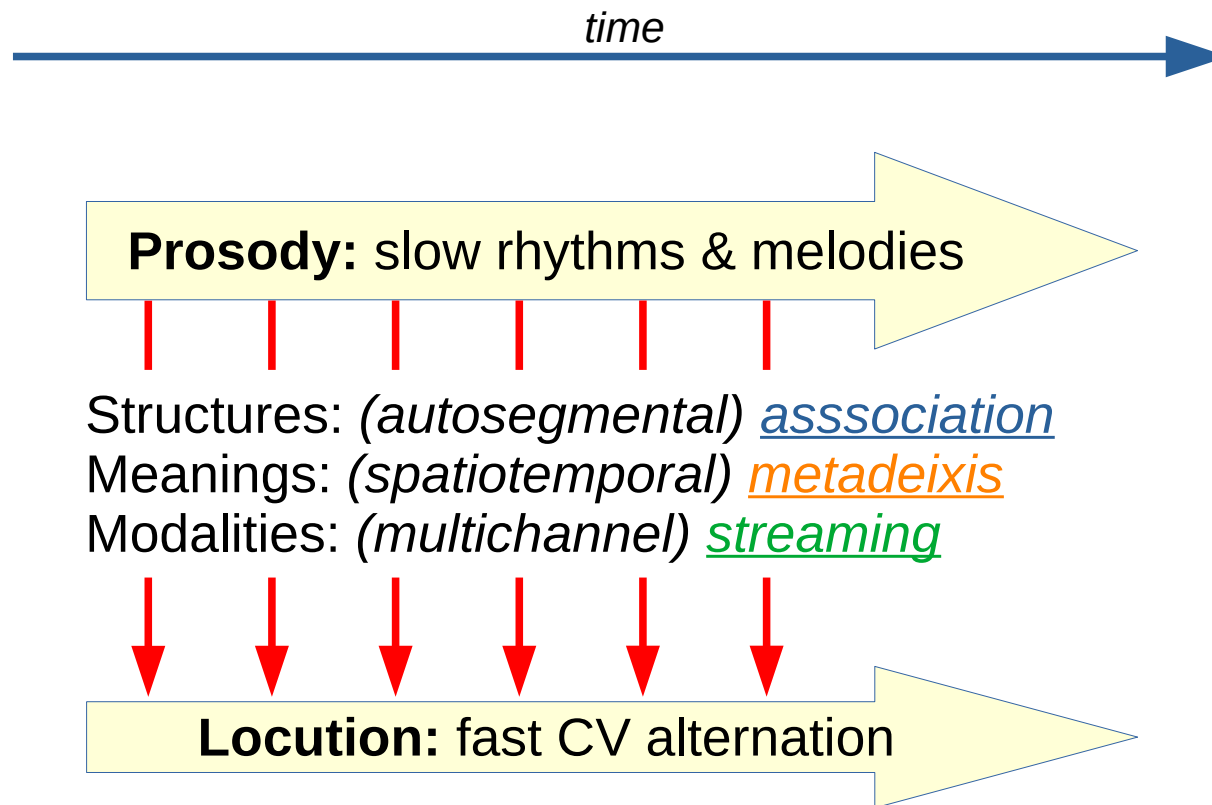 time
Prosody: slow rhythms & melodies
Structures: (autosegmental) asssociation
Meanings: (spatiotemporal) metadeixis
Modalities: (multichannel) streaming
Locution: fast CV alternation